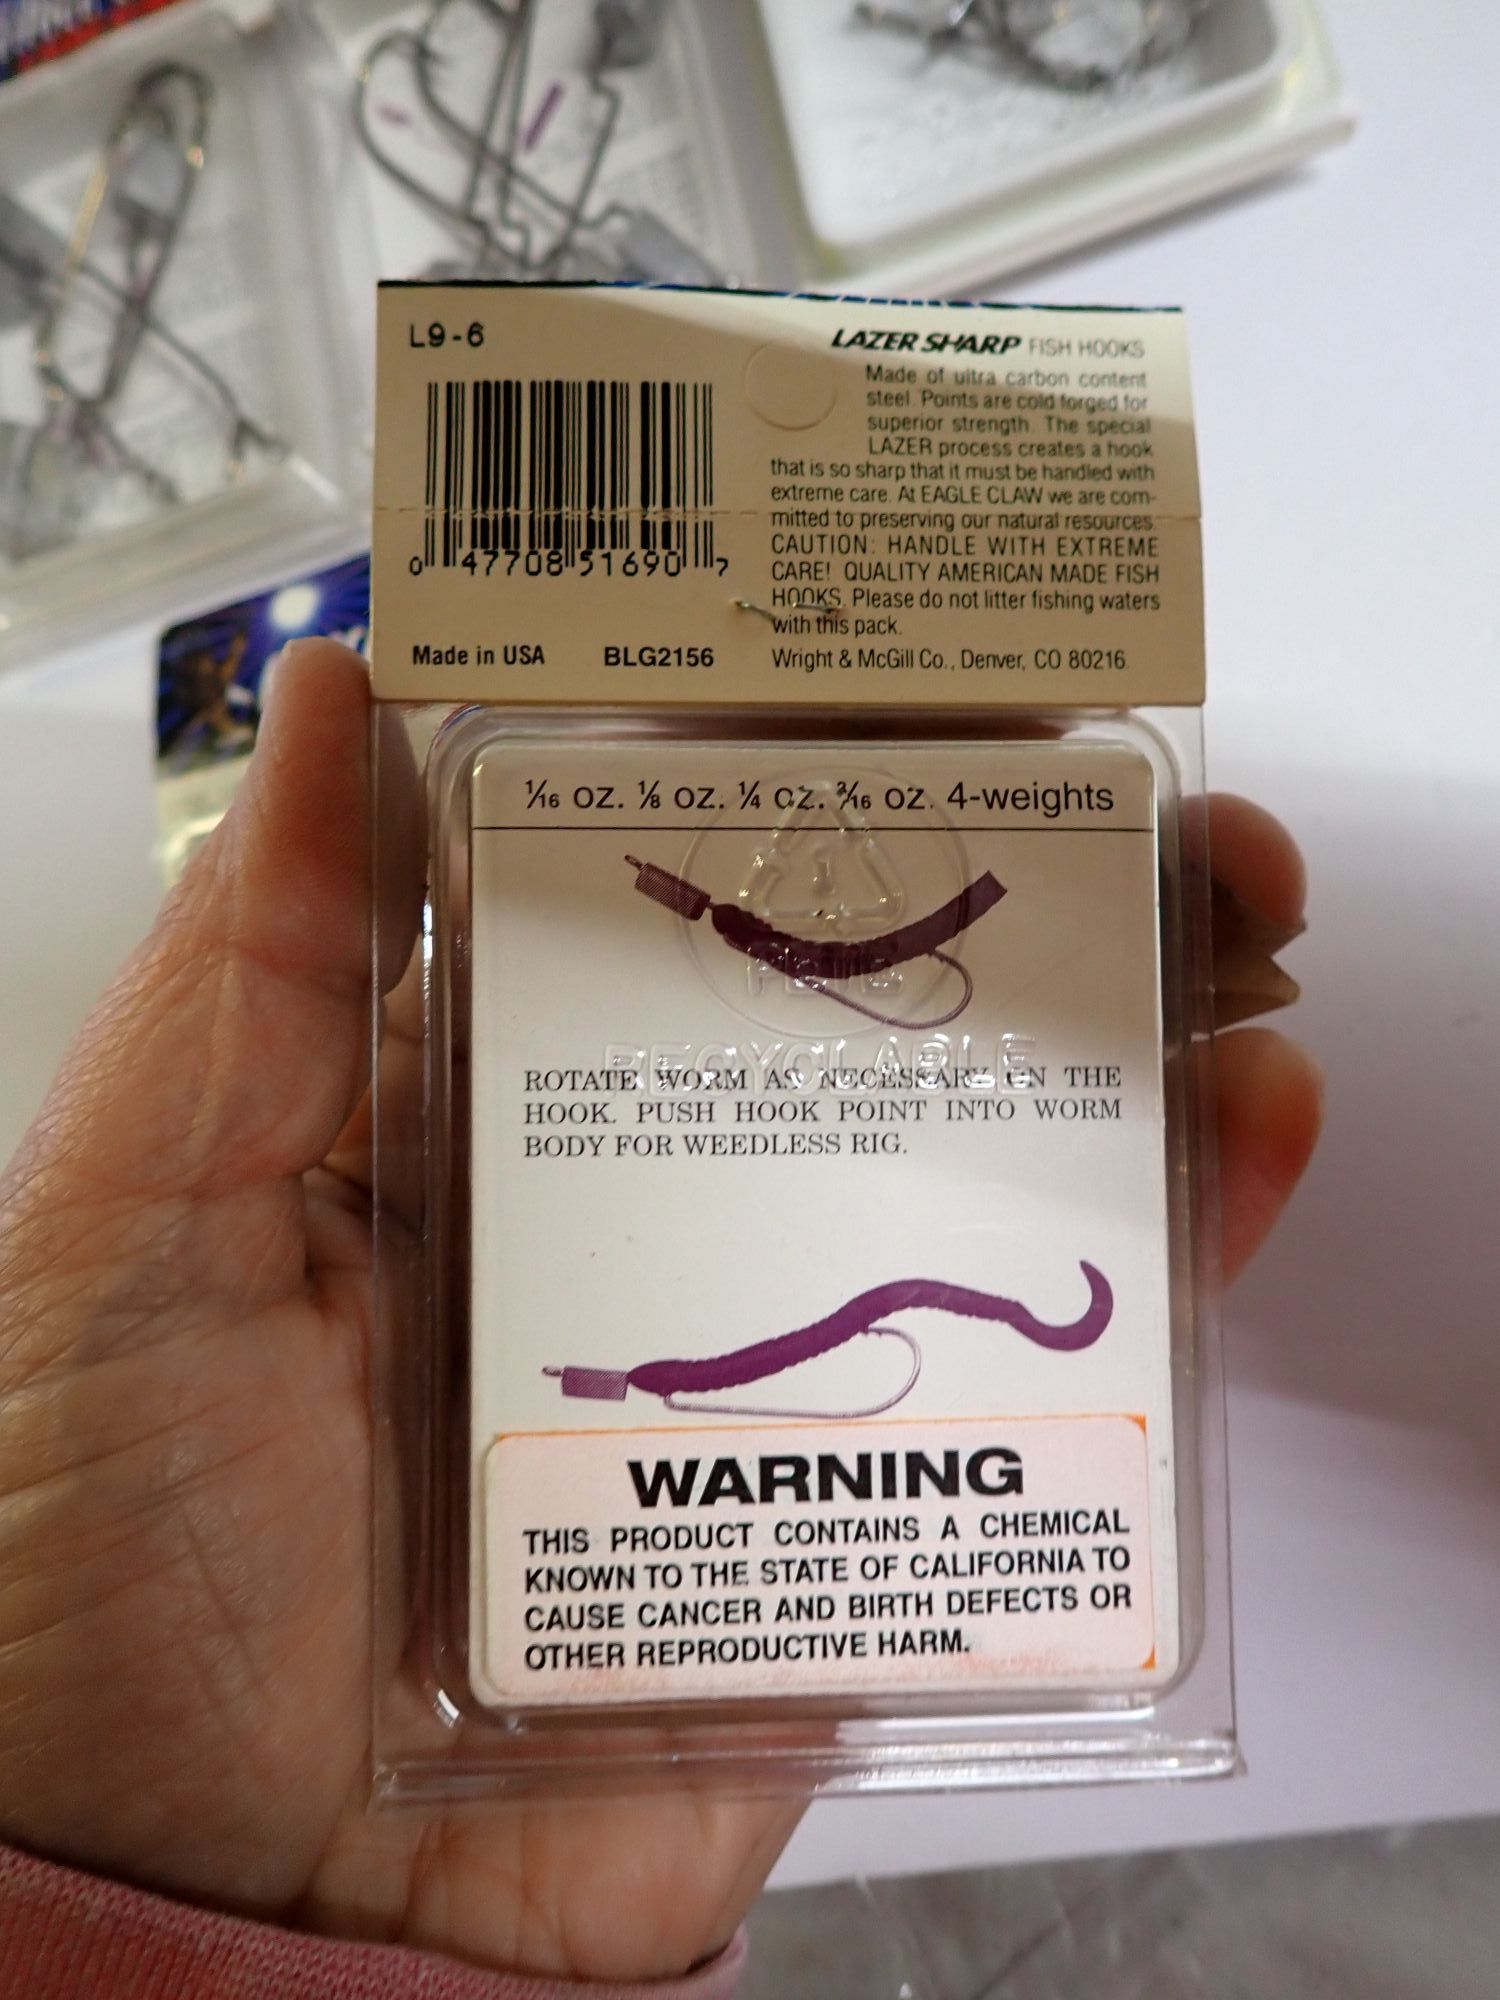 L9-6
0 47708 51690 7
Made in USA BLG2156
LAZER SHARP FISH HOOKS
Made of ultra carbon content
steel. Points are cold forged for
superior strength. The special
LAZER process creates a hook
that is so sharp that it must be handled with
extreme care. At EAGLE CLAW we are com-
mitted to preserving our natural resources.
CAUTION: HANDLE WITH EXTREME
CARE! QUALITY AMERICAN MADE FISH
HOOKS. Please do not litter fishing waters
with this pack.
Wright & McGill Co., Denver, CO 80216
1/16 oz. 1/8 oz. 1/4 oz. 3/16 oz. 4-weights
1
PETE
RECYCLABLE
ROTATE WORM AS NECESSARY ON THE
HOOK. PUSH HOOK POINT INTO WORM
BODY FOR WEEDLESS RIG.
WARNING
THIS PRODUCT CONTAINS A CHEMICAL
KNOWN TO THE STATE OF CALIFORNIA TO
CAUSE CANCER AND BIRTH DEFECTS OR
OTHER REPRODUCTIVE HARM.